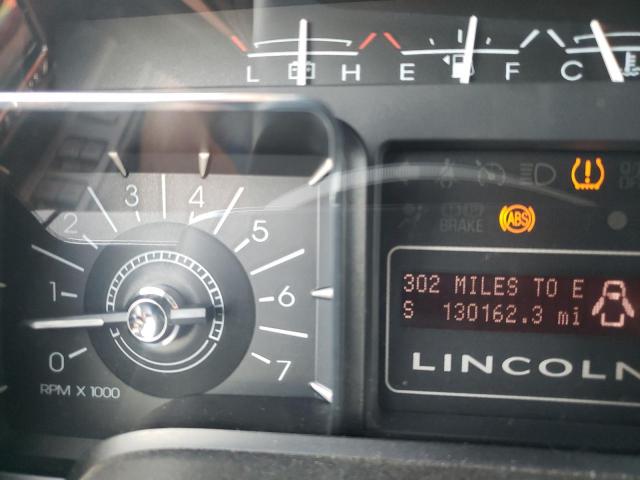 L H E F C
3 4
2 5
1 6
0 7
RPM X 1000
BRAKE ABS
302 MILES TO E
S 130162.3 mi
LINCOLN